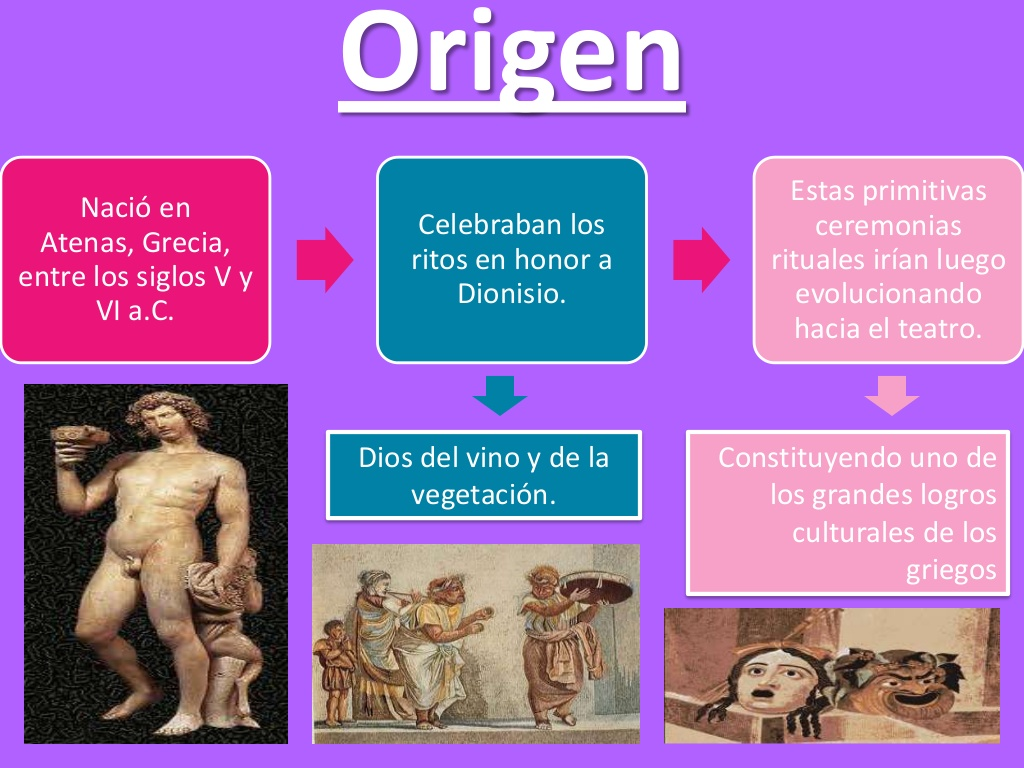 Origen
Nació en
Atenas, Grecia,
entre los siglos V y
VI a.C.
Celebraban los
ritos en honor a
Dionisio.
Estas primitivas
ceremonias
rituales irían luego
evolucionando
hacia el teatro.
Dios del vino y de la
vegetación.
Constituyendo uno de
los grandes logros
culturales de los
griegos